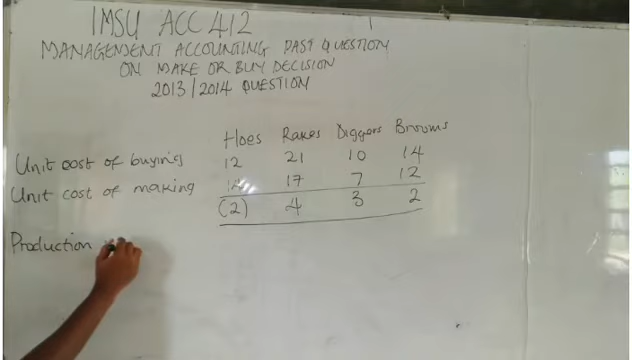 IMSU ACC 412
MANAGEMENT ACCOUNTING PAST QUESTION
ON MAKE OR BUY DECISION
2013/2014 QUESTION
Hoes Rakes Diggers Brooms
Unit cost of buying 12 21 10 14
Unit cost of making 14 17 7 12
(2) 4 3 2
Production